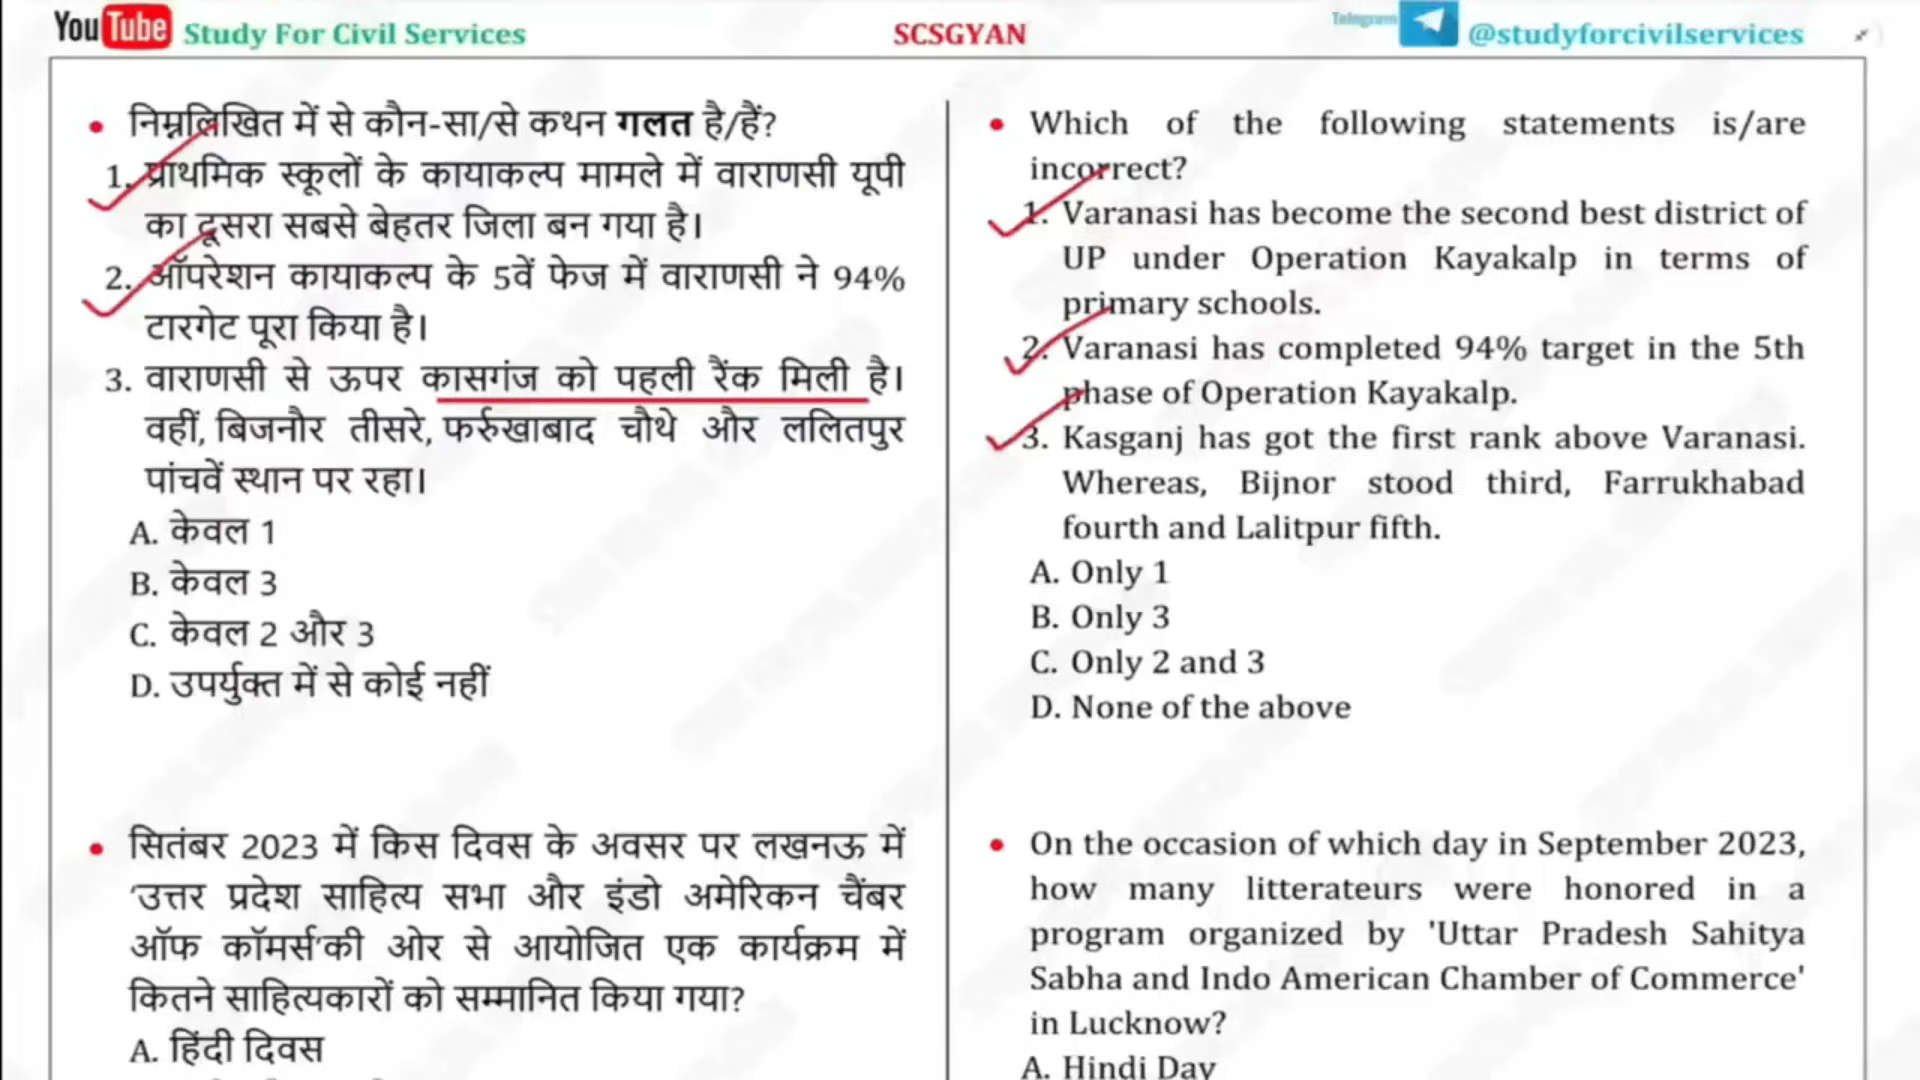 YouTube Study For Civil Services
SCSGYAN
Telegram @studyforcivilservices
• निम्नलिखित में से कौन-सा/से कथन गलत है/हैं?
1. प्राथमिक स्कूलों के कायाकल्प मामले में वाराणसी यूपी
का दूसरा सबसे बेहतर जिला बन गया है।
2. ऑपरेशन कायाकल्प के 5वें फेज में वाराणसी ने 94%
टारगेट पूरा किया है।
3. वाराणसी से ऊपर कासगंज को पहली रैंक मिली है।
वहीं, बिजनौर तीसरे, फर्रुखाबाद चौथे और ललितपुर
पांचवें स्थान पर रहा।
A. केवल 1
B. केवल 3
C. केवल 2 और 3
D. उपर्युक्त में से कोई नहीं
• सितंबर 2023 में किस दिवस के अवसर पर लखनऊ में
'उत्तर प्रदेश साहित्य सभा और इंडो अमेरिकन चैंबर
ऑफ कॉमर्स'की ओर से आयोजित एक कार्यक्रम में
कितने साहित्यकारों को सम्मानित किया गया?
A. हिंदी दिवस
• Which of the following statements is/are
incorrect?
1. Varanasi has become the second best district of
UP under Operation Kayakalp in terms of
primary schools.
2. Varanasi has completed 94% target in the 5th
phase of Operation Kayakalp.
3. Kasganj has got the first rank above Varanasi.
Whereas, Bijnor stood third, Farrukhabad
fourth and Lalitpur fifth.
A. Only 1
B. Only 3
C. Only 2 and 3
D. None of the above
• On the occasion of which day in September 2023,
how many litterateurs were honored in a
program organized by 'Uttar Pradesh Sahitya
Sabha and Indo American Chamber of Commerce'
in Lucknow?
A. Hindi Day